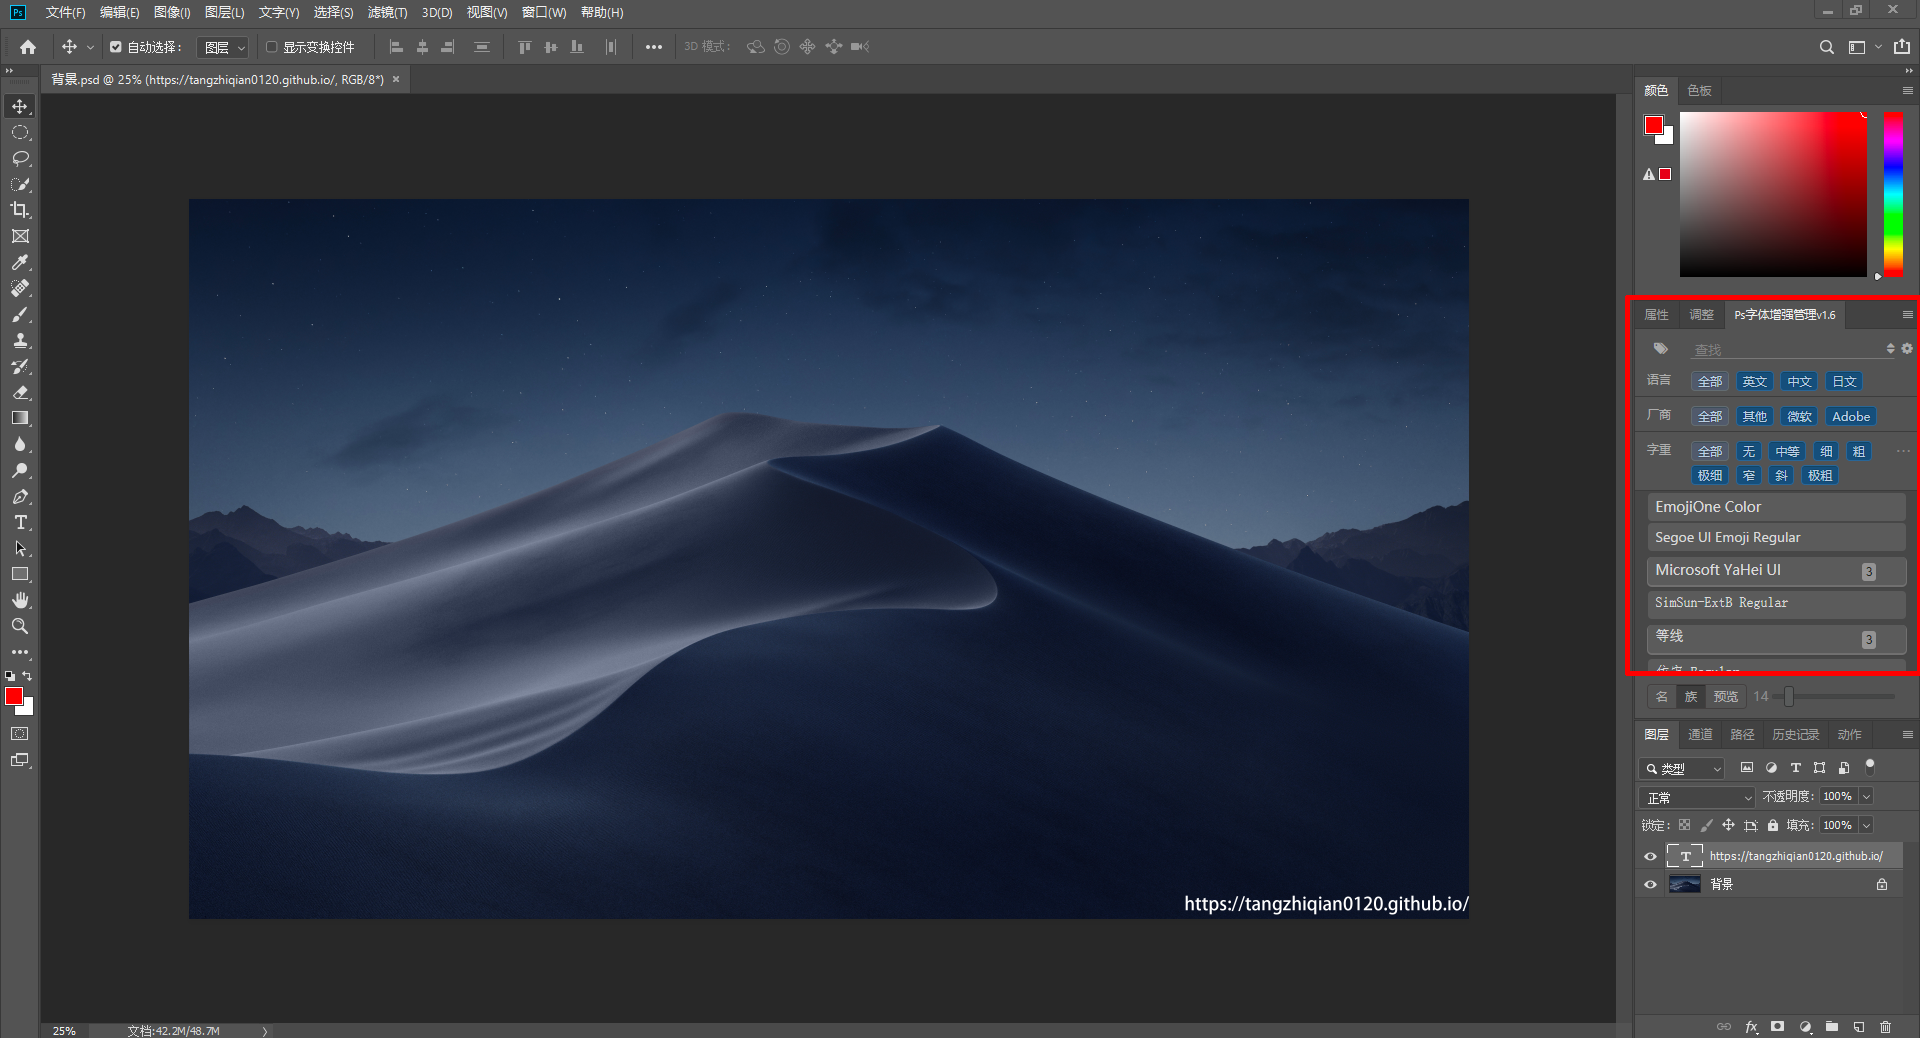 Ps 文件(F) 编辑(E) 图像(I) 图层(L) 文字(Y) 选择(S) 滤镜(T) 3D(D) 视图(V) 窗口(W) 帮助(H)
自动选择： 图层 显示变换控件 3D 模式：
背景.psd @ 25% (https://tangzhiqian0120.github.io/, RGB/8*) ×
颜色 色板
属性 调整 Ps字体增强管理v1.6
查找
语言 全部 英文 中文 日文
厂商 全部 其他 微软 Adobe
字重 全部 无 中等 细 粗
极细 窄 斜 极粗
EmojiOne Color
Segoe UI Emoji Regular
Microsoft YaHei UI 3
SimSun-ExtB Regular
等线 3
名 族 预览 14
图层 通道 路径 历史记录 动作
类型
正常 不透明度： 100%
锁定： 填充： 100%
https://tangzhiqian0120.github.io/
背景
https://tangzhiqian0120.github.io/
25% 文档:42.2M/48.7M